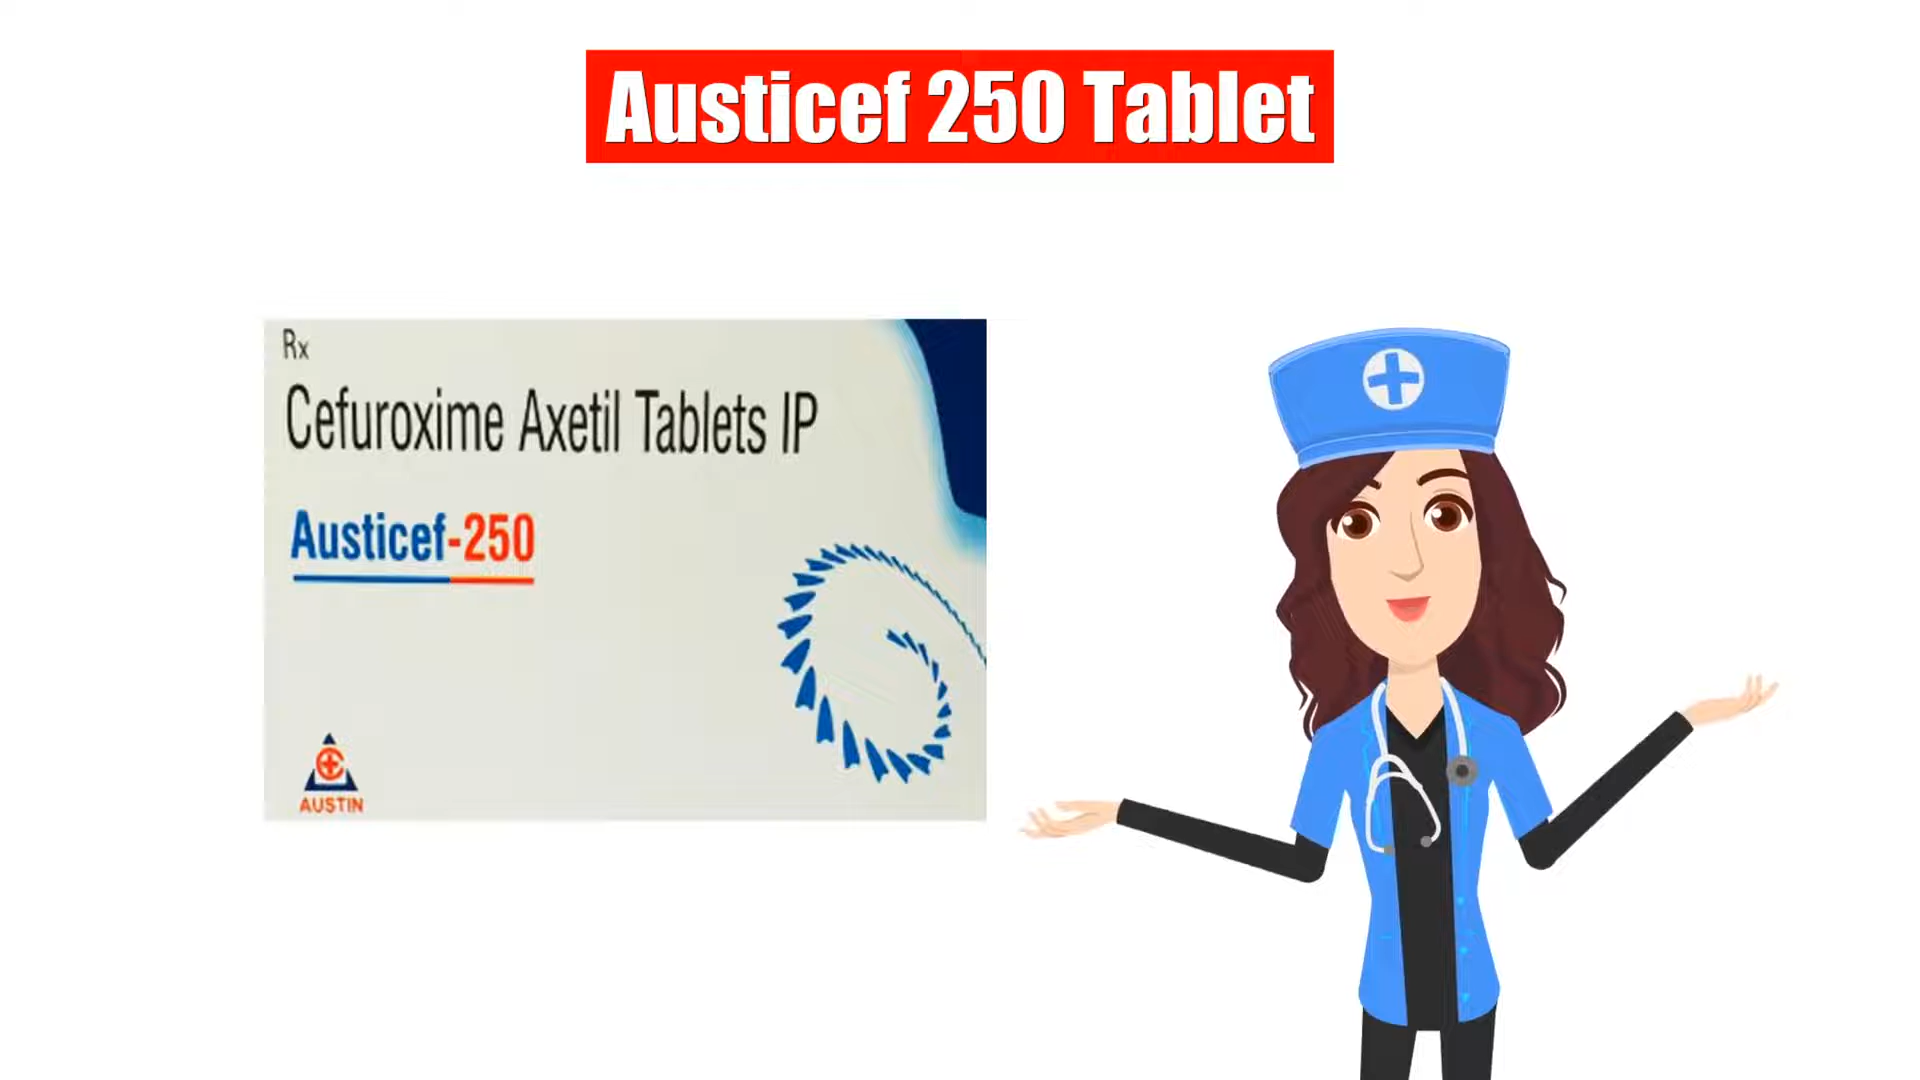 Austicef 250 Tablet
Rx
Cefuroxime Axetil Tablets IP
Austicef-250
AUSTIN